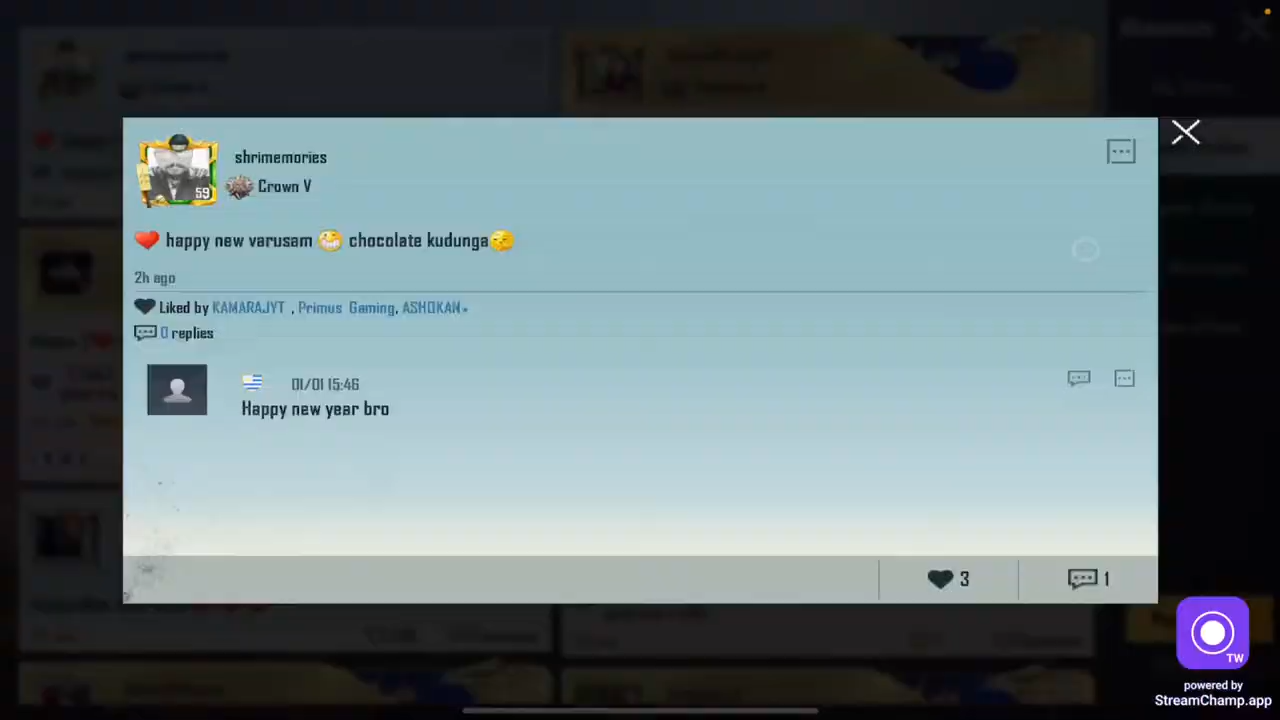 shrimemories
59
Crown V
❤️ happy new varusam 😁 chocolate kudunga😏
2h ago
Liked by KAMARAJYT , Primus Gaming, ASHOKAN
0 replies
01/01 15:46
Happy new year bro
3
1
TW
powered by
StreamChamp.app